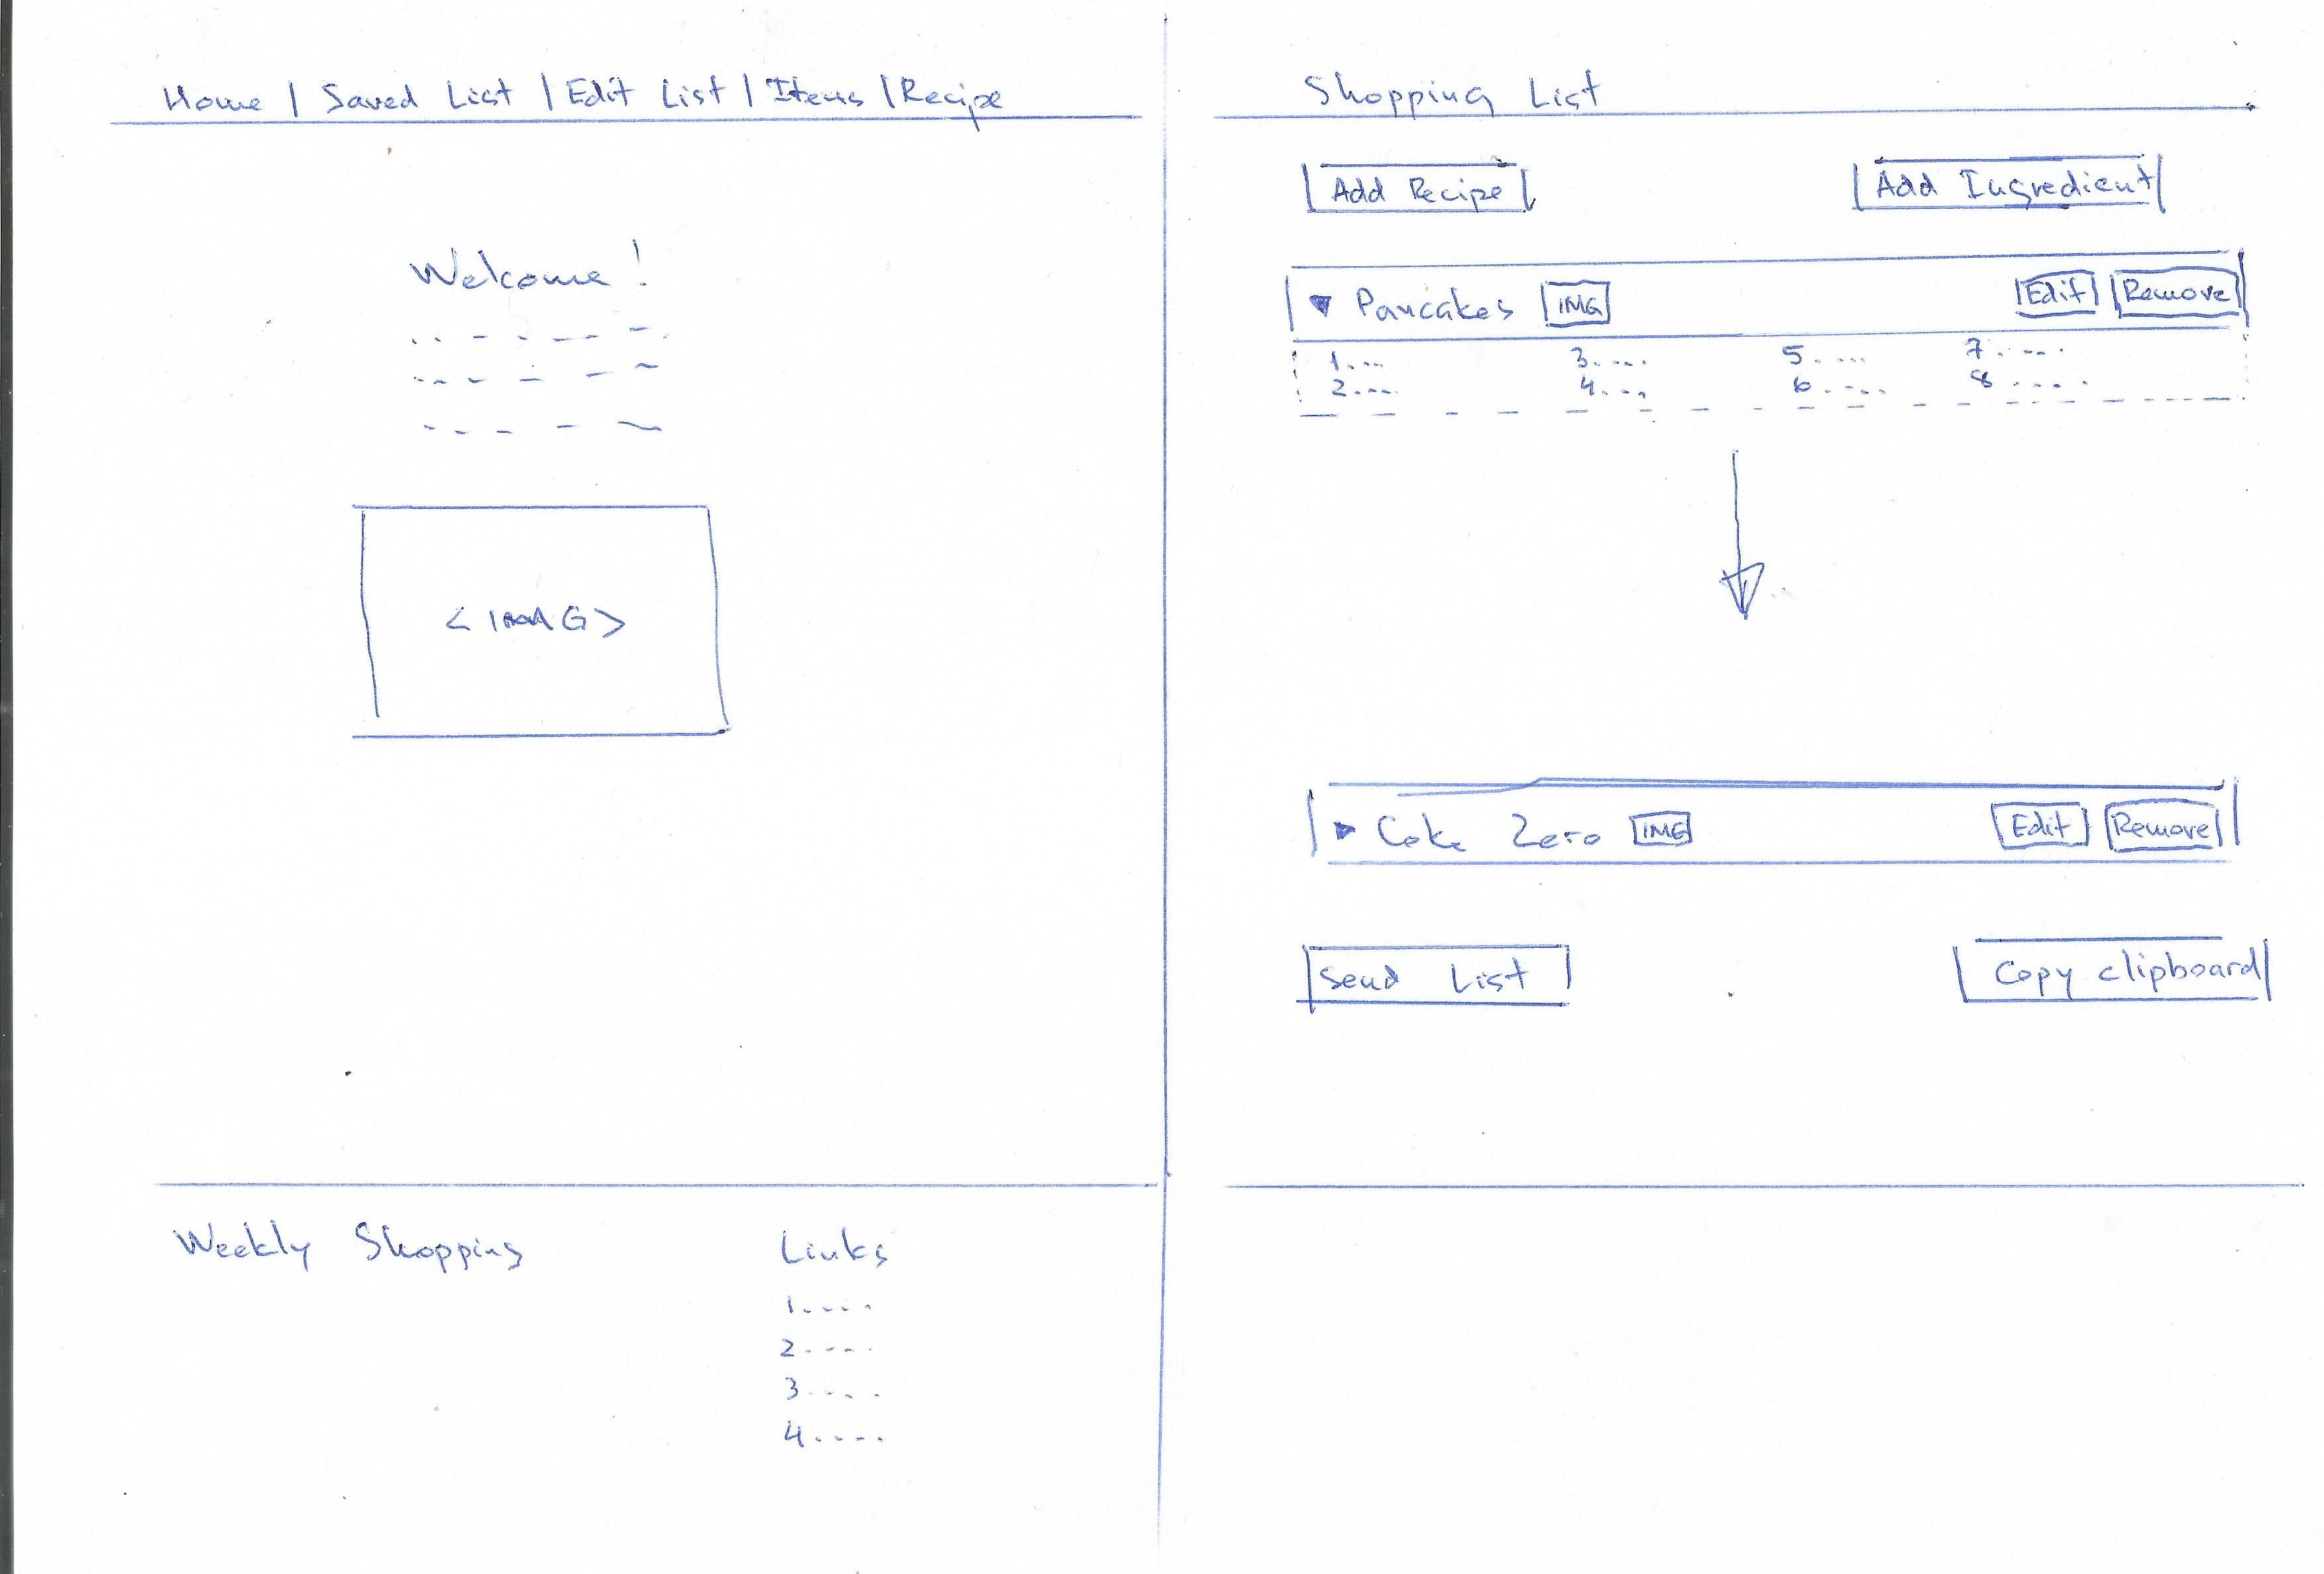 Home | Saved List | Edit List | Items | Recipe
Welcome!
<IMG>
Weekly Shopping
Links
1....
2....
3....
4....
Shopping List
Add Recipe
Add Ingredient
Pancakes IMG Edit Remove
1.... 3.... 5.... 7....
2.... 4.... 6.... 8....
Coke Zero IMG Edit Remove
Send List
Copy clipboard